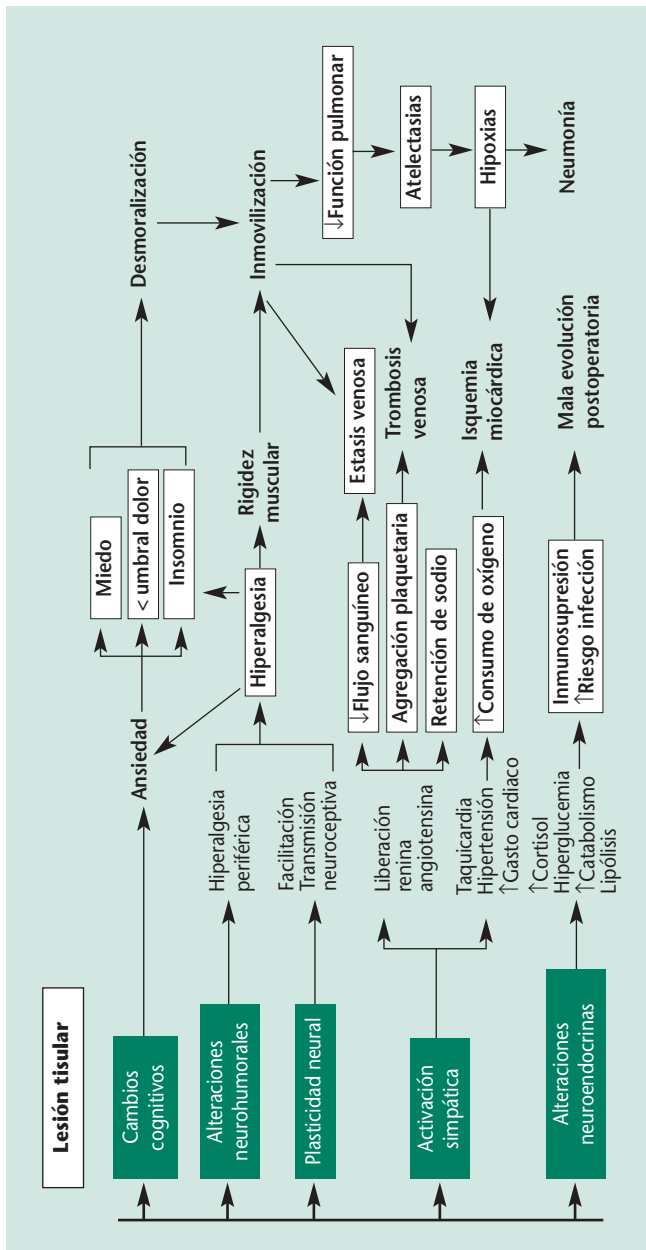 Lesión tisular
Cambios
cognitivos
Ansiedad
Miedo
< umbral dolor
Insomnio
Desmoralización
Alteraciones
neurohumorales
Hiperalgesia
periférica
Plasticidad neural
Facilitación
Transmisión
neuroceptiva
Hiperalgesia
Rigidez
muscular
Inmovilización
↓Función pulmonar
Atelectasias
Hipoxias
Neumonía
Activación
simpática
Liberación
renina
angiotensina
↓Flujo sanguíneo
Estasis venosa
Agregación plaquetaria
Trombosis
venosa
Retención de sodio
Taquicardia
Hipertensión
↑Gasto cardiaco
↑Consumo de oxígeno
Isquemia
miocárdica
Alteraciones
neuroendocrinas
↑Cortisol
Hiperglucemia
↑Catabolismo
Lipólisis
Inmunosupresión
↑Riesgo infección
Mala evolución
postoperatoria